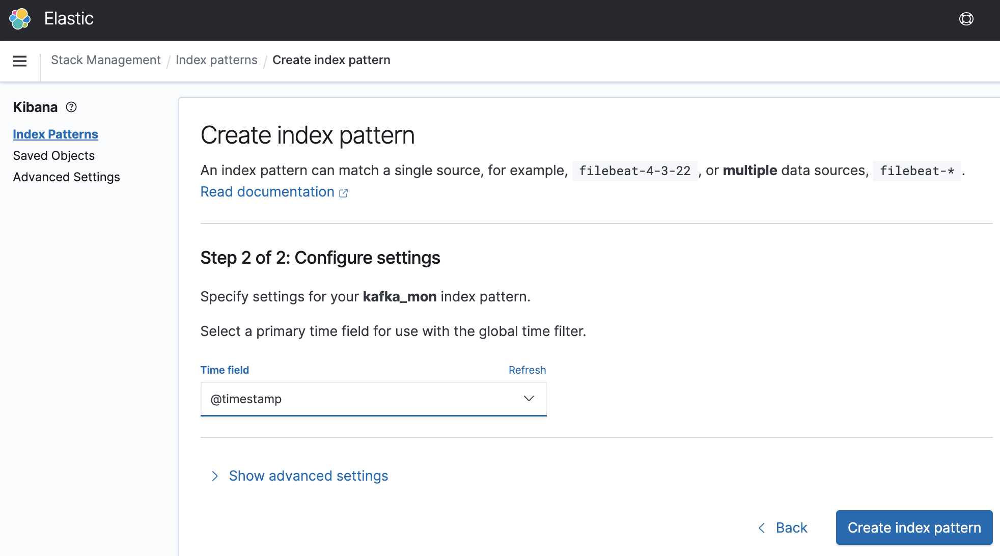 Elastic
Stack Management / Index patterns / Create index pattern
Kibana
Index Patterns
Saved Objects
Advanced Settings
Create index pattern
An index pattern can match a single source, for example, filebeat-4-3-22 , or multiple data sources, filebeat-* .
Read documentation
Step 2 of 2: Configure settings
Specify settings for your kafka_mon index pattern.
Select a primary time field for use with the global time filter.
Time field Refresh
@timestamp
Show advanced settings
Back Create index pattern